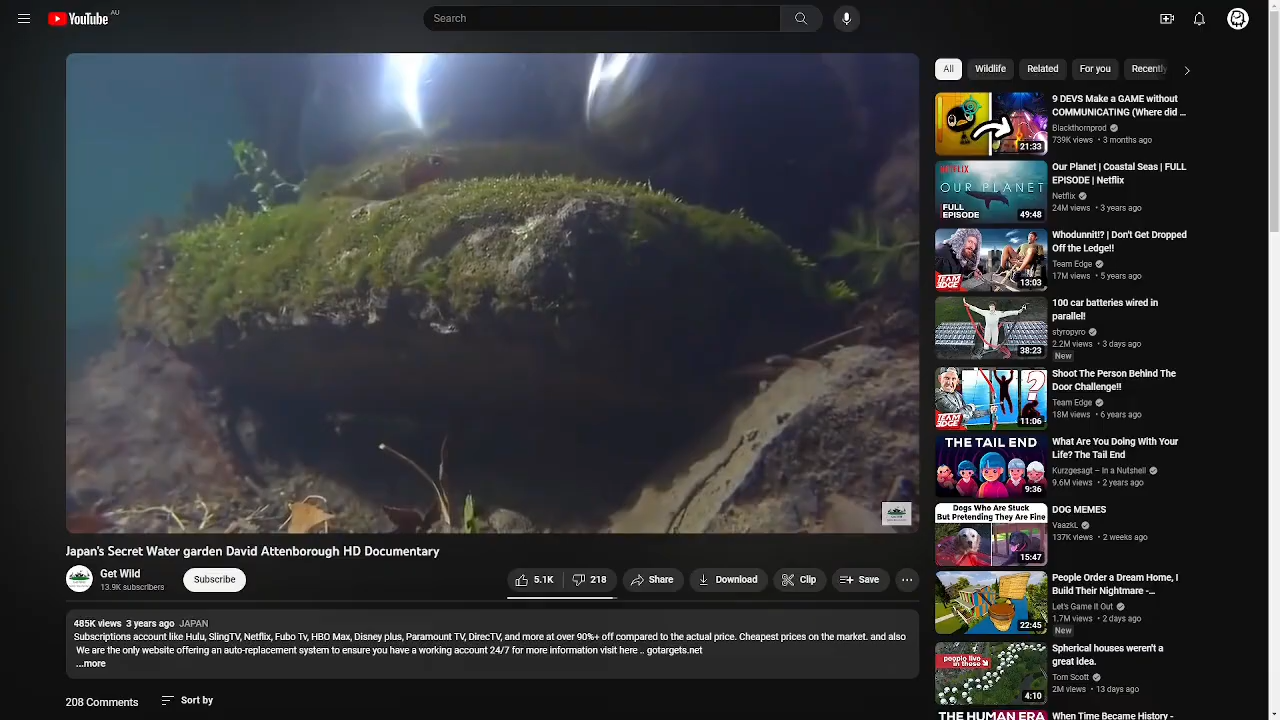 YouTube AU
Search
All
Wildlife
Related
For you
Recently
21:33
9 DEVS Make a GAME without
COMMUNICATING (Where did ...
Blackthornprod
739K views • 3 months ago
NETFLIX
OUR PLANET
FULL
EPISODE
49:48
Our Planet | Coastal Seas | FULL
EPISODE | Netflix
Netflix
24M views • 3 years ago
TEAM
EDGE
13:03
Whodunnit!? | Don't Get Dropped
Off the Ledge!!
Team Edge
17M views • 5 years ago
38:23
100 car batteries wired in
parallel!
styropyro
2.2M views • 3 days ago
New
TEAM
EDGE
?
11:06
Shoot The Person Behind The
Door Challenge!!
Team Edge
18M views • 6 years ago
THE TAIL END
9:36
What Are You Doing With Your
Life? The Tail End
Kurzgesagt – In a Nutshell
9.6M views • 2 years ago
Dogs Who Are Stuck
But Pretending They Are Fine
15:47
DOG MEMES
VaazkL
137K views • 2 weeks ago
22:45
People Order a Dream Home, I
Build Their Nightmare -...
Let's Game It Out
1.7M views • 2 days ago
New
people live
in these
4:10
Spherical houses weren't a
great idea.
Tom Scott
2M views • 13 days ago
THE HUMAN ERA
When Time Became History -
Japan's Secret Water garden David Attenborough HD Documentary
Get Wild
13.9K subscribers
Subscribe
5.1K
218
Share
Download
Clip
Save
485K views 3 years ago JAPAN
Subscriptions account like Hulu, SlingTV, Netflix, Fubo Tv, HBO Max, Disney plus, Paramount TV, DirecTV, and more at over 90%+ off compared to the actual price. Cheapest prices on the market. and also
We are the only website offering an automatic payment system to ensure you have a working account 24/7 for more information visit here .. gotargets.net
...more
208 Comments
Sort by